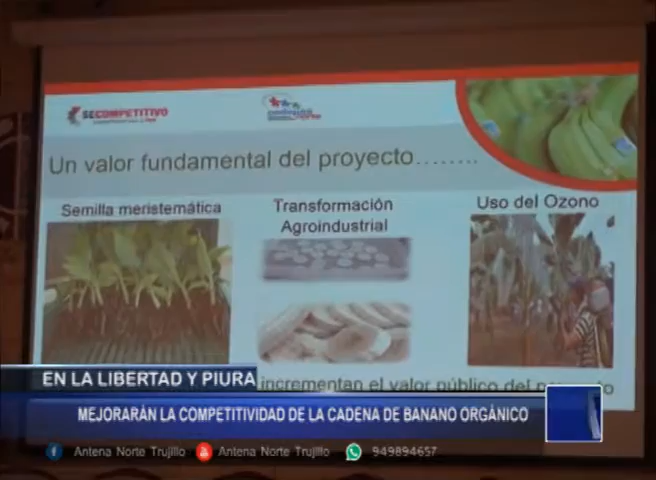 SECOMPETITIVO
Un valor fundamental del proyecto........
Semilla meristemática
Transformación
Agroindustrial
Uso del Ozono
incrementan el valor público del
EN LA LIBERTAD Y PIURA
MEJORARÁN LA COMPETITIVIDAD DE LA CADENA DE BANANO ORGÁNICO
Antena Norte Trujillo
Antena Norte Trujillo
949894657